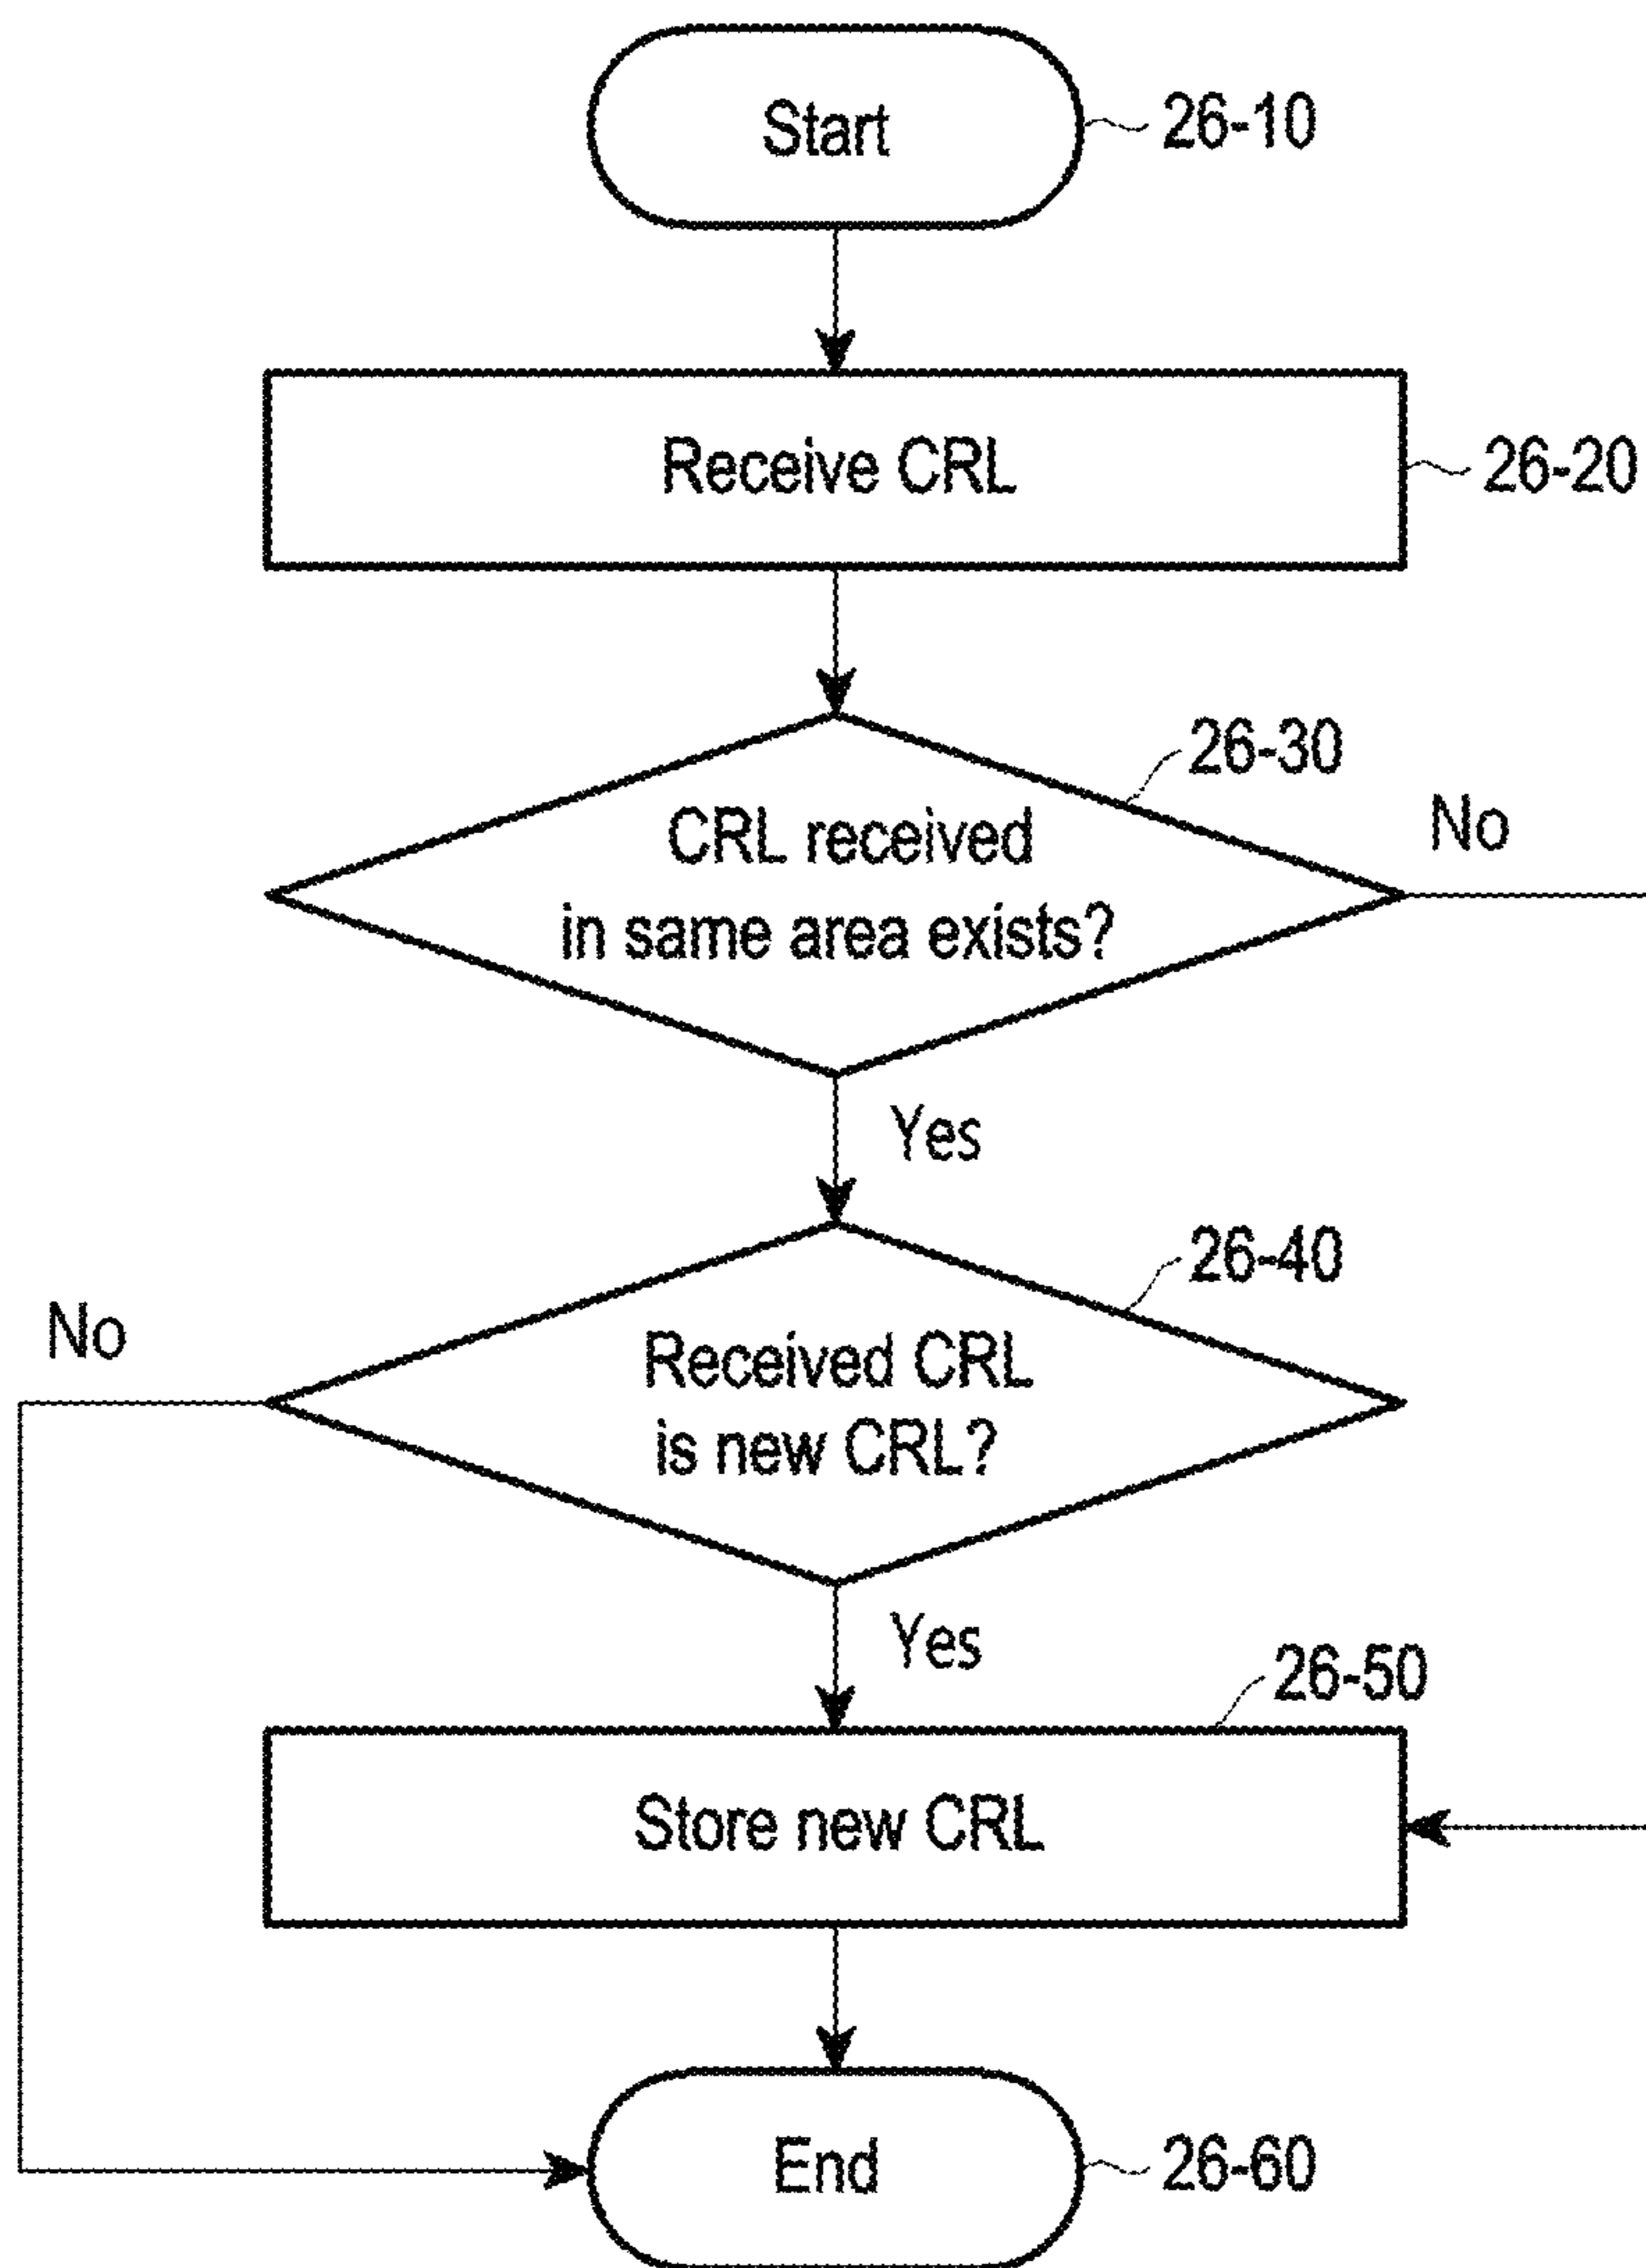 Start
26-10
Receive CRL
26-20
26-30
CRL received
in same area exists?
No
Yes
26-40
Received CRL
is new CRL?
No
Yes
26-50
Store new CRL
End
26-60